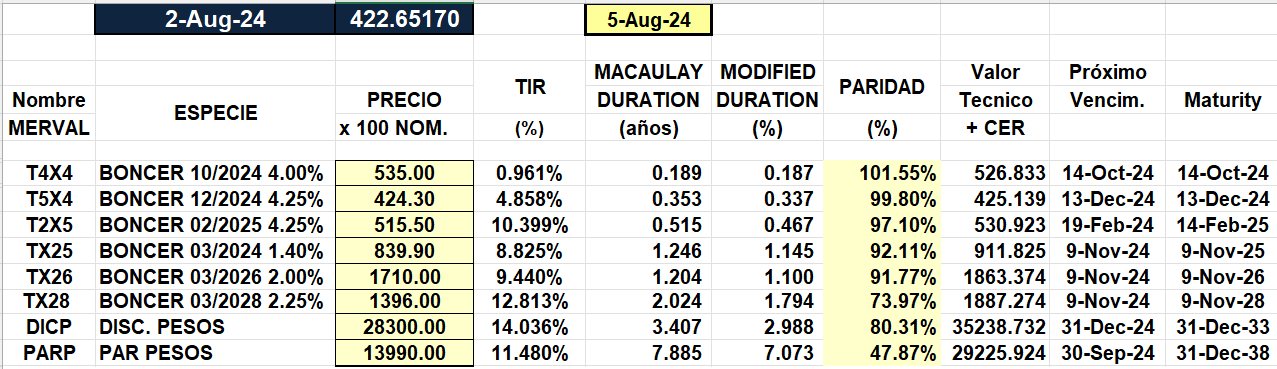 2-Aug-24 422.65170 5-Aug-24
MACAULAY MODIFIED Valor Próximo
TIR PARIDAD
Nombre PRECIO DURATION DURATION Tecnico Vencim. Maturity
ESPECIE
MERVAL x 100 NOM. (%) (años) (%) (%) + CER
T4X4 BONCER 10/2024 4.00% 535.00 0.961% 0.189 0.187 101.55% 526.833 14-Oct-24 14-Oct-24
T5X4 BONCER 12/2024 4.25% 424.30 4.858% 0.353 0.337 99.80% 425.139 13-Dec-24 13-Dec-24
T2X5 BONCER 02/2025 4.25% 515.50 10.399% 0.515 0.467 97.10% 530.923 19-Feb-24 14-Feb-25
TX25 BONCER 03/2024 1.40% 839.90 8.825% 1.246 1.145 92.11% 911.825 9-Nov-24 9-Nov-25
TX26 BONCER 03/2026 2.00% 1710.00 9.440% 1.204 1.100 91.77% 1863.374 9-Nov-24 9-Nov-26
TX28 BONCER 03/2028 2.25% 1396.00 12.813% 2.024 1.794 73.97% 1887.274 9-Nov-24 9-Nov-28
DICP DISC. PESOS 28300.00 14.036% 3.407 2.988 80.31% 35238.732 31-Dec-24 31-Dec-33
PARP PAR PESOS 13990.00 11.480% 7.885 7.073 47.87% 29225.924 30-Sep-24 31-Dec-38